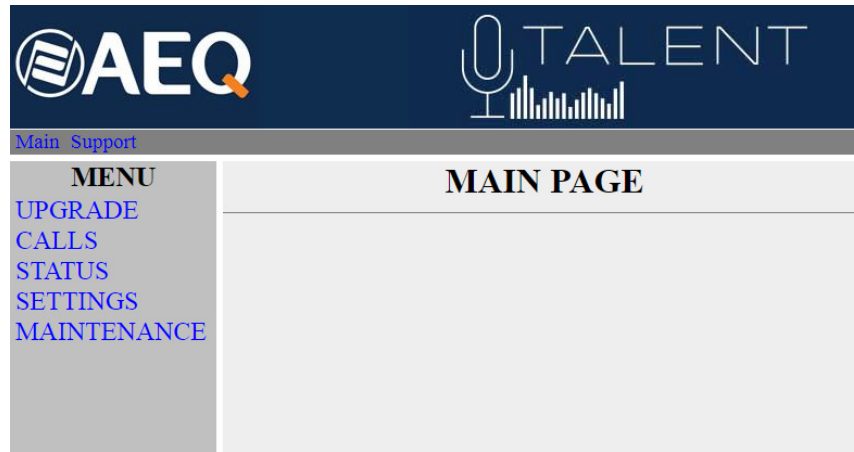 AEQ
TALENT
Main Support
MENU
UPGRADE
CALLS
STATUS
SETTINGS
MAINTENANCE
MAIN PAGE